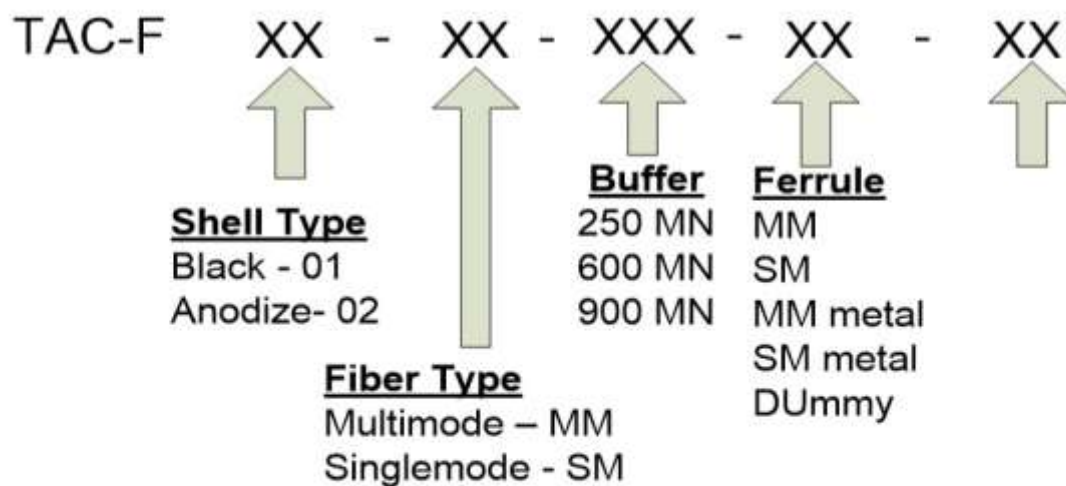 TAC-F XX - XX - XXX - XX - XX
Shell Type
Black - 01
Anodize- 02
Fiber Type
Multimode – MM
Singlemode - SM
Buffer
250 MN
600 MN
900 MN
Ferrule
MM
SM
MM metal
SM metal
DUmmy